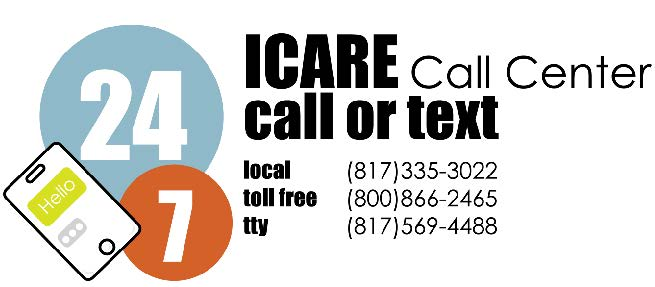 24
7
Hello
ICARE Call Center
call or text
local (817)335-3022
toll free (800)866-2465
tty (817)569-4488